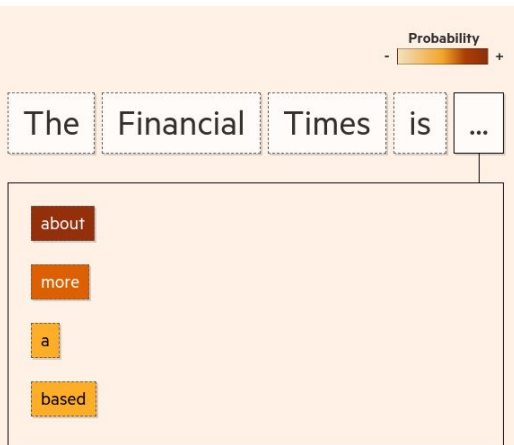 Probability
- +
The Financial Times is ...
about
more
a
based